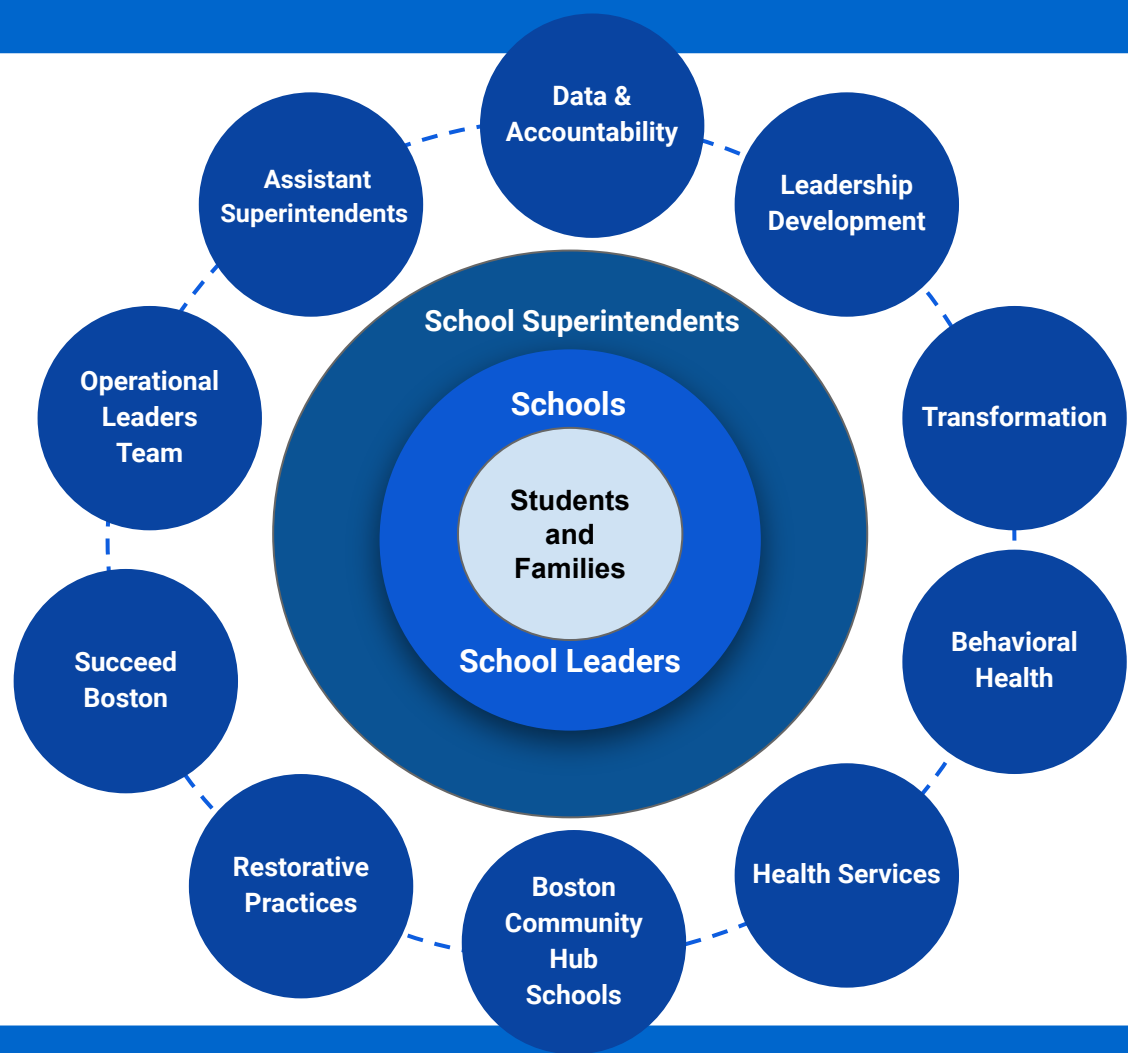 Data &
Accountability
Assistant
Superintendents
Leadership
Development
School Superintendents
Operational
Leaders
Team
Schools
Transformation
Students
and
Families
Succeed
Boston
School Leaders
Behavioral
Health
Restorative
Practices
Boston
Community
Hub
Schools
Health Services